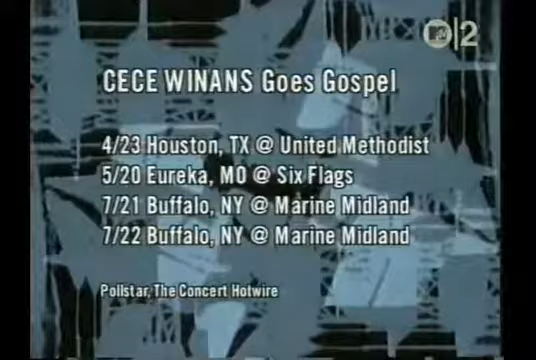 M 2
CECE WINANS Goes Gospel
4/23 Houston, TX @ United Methodist
5/20 Eureka, MO @ Six Flags
7/21 Buffalo, NY @ Marine Midland
7/22 Buffalo, NY @ Marine Midland
Pollstar, The Concert Hotwire